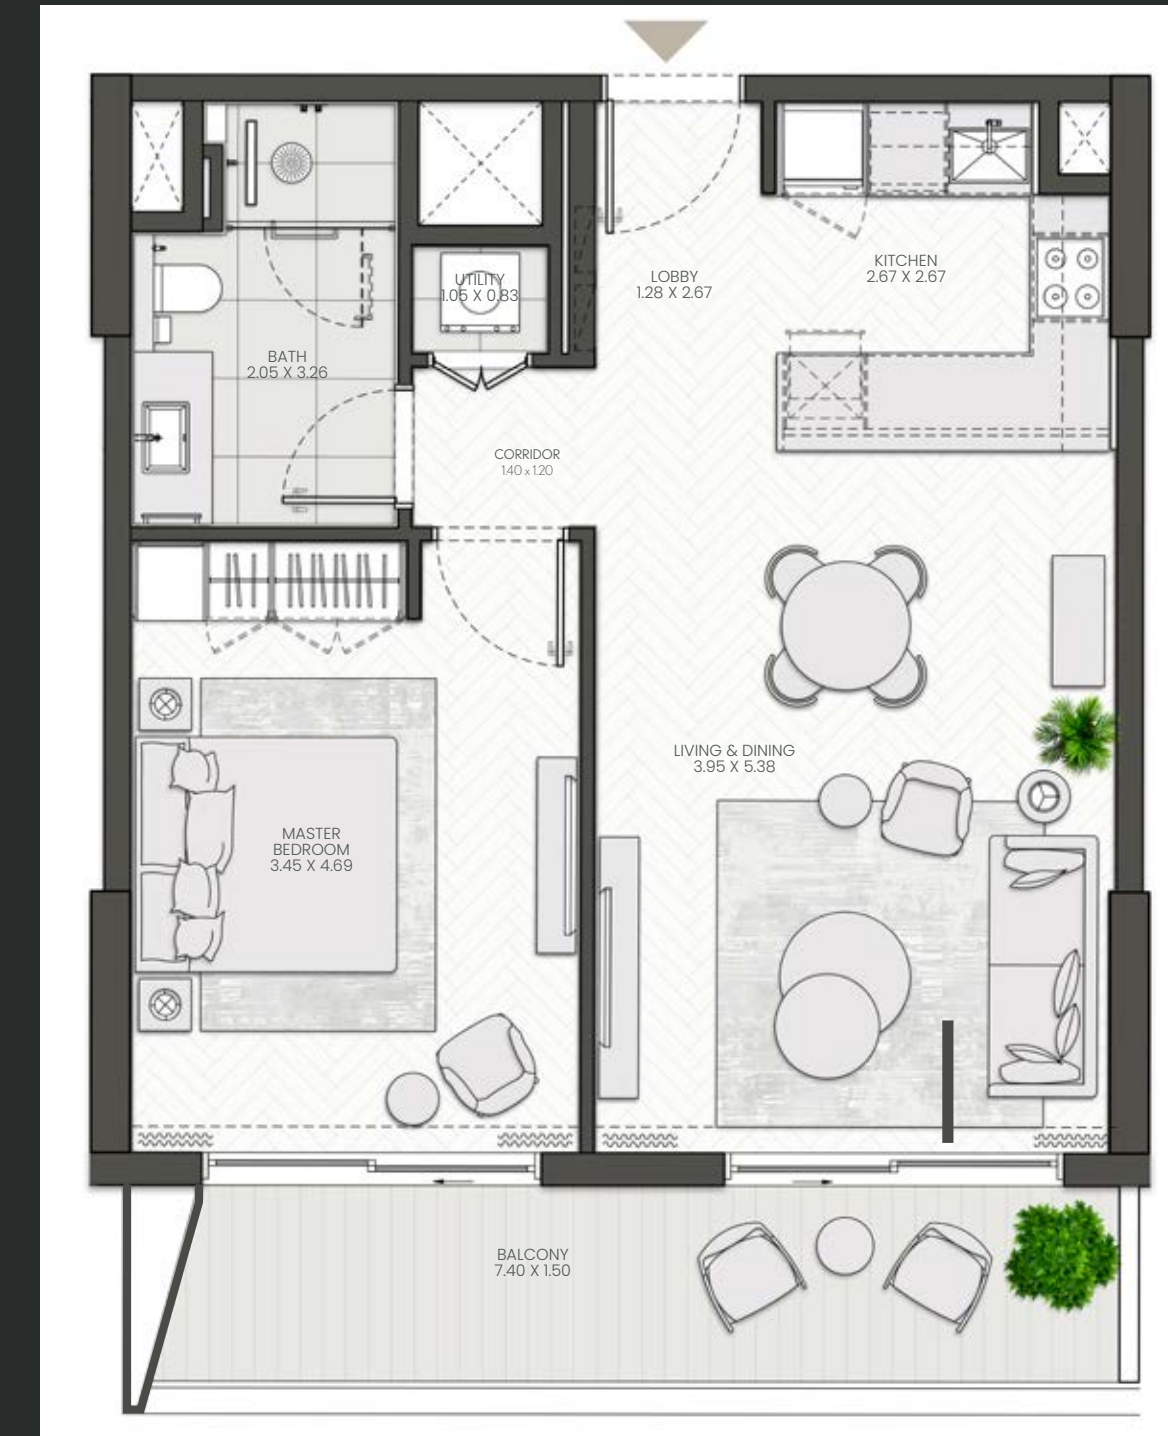 UTILITY
1.05 X 0.83
LOBBY
1.28 X 2.67
KITCHEN
2.67 X 2.67
BATH
2.05 X 3.26
CORRIDOR
1.40 x 1.20
LIVING & DINING
3.95 X 5.38
MASTER
BEDROOM
3.45 X 4.69
BALCONY
7.40 X 1.50